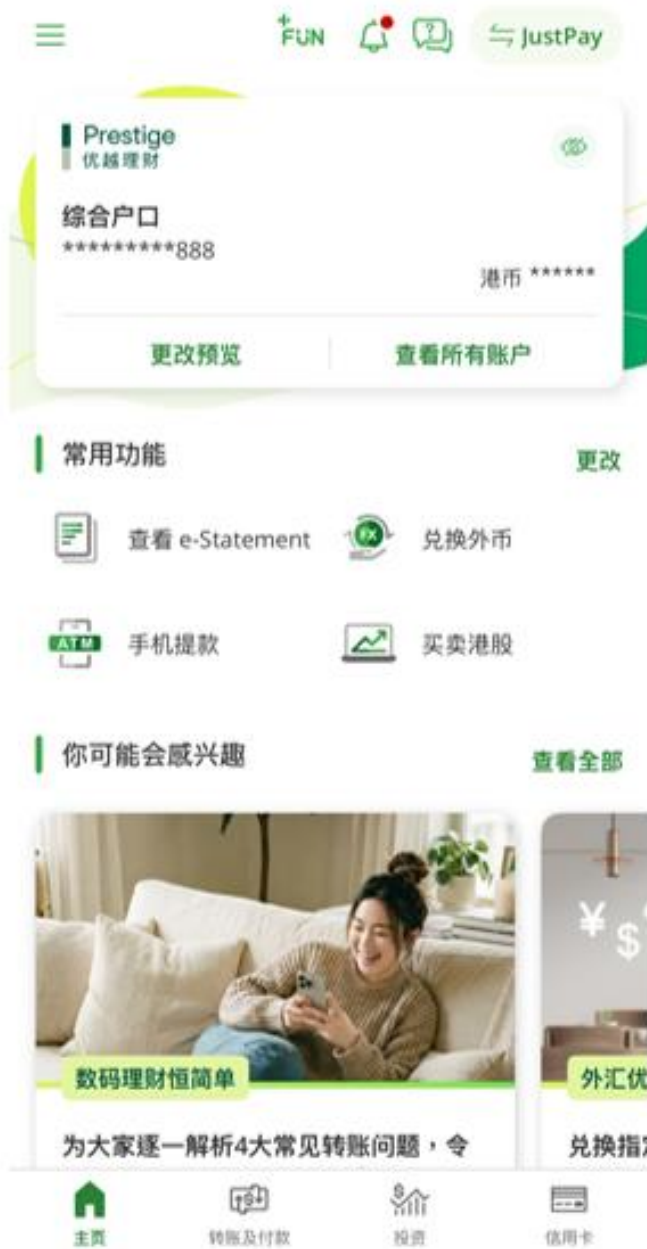 +FUN
JustPay
Prestige
优越理财
综合户口
*********888
港币 ******
更改预览
查看所有账户
常用功能
更改
查看 e-Statement
FX
兑换外币
ATM
手机提款
买卖港股
你可能会感兴趣
查看全部
¥ $
数码理财恒简单
外汇优
为大家逐一解析4大常见转账问题，令
兑换指定
主页
转账及付款
投资
信用卡